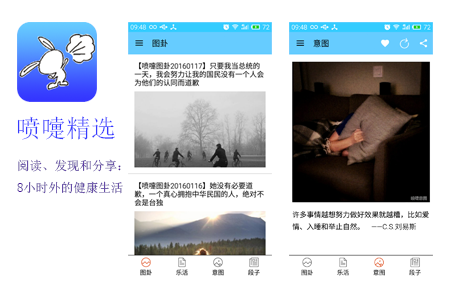 喷嚏精选
阅读、发现和分享：
8小时外的健康生活
09:48
72
图卦
【喷嚏图卦20160117】只要我当总统的
一天，我会努力让我的国民没有一个人会
为他们的认同而道歉
【喷嚏图卦20160116】她没有必要道
歉，一个真心拥抱中华民国的人，绝对不
会是台独
图卦
乐活
意图
段子
09:48
72
意图
许多事情越想努力做好效果就越糟，比如爱
情、入睡和举止自然。 ——C.S.刘易斯
图卦
乐活
意图
段子